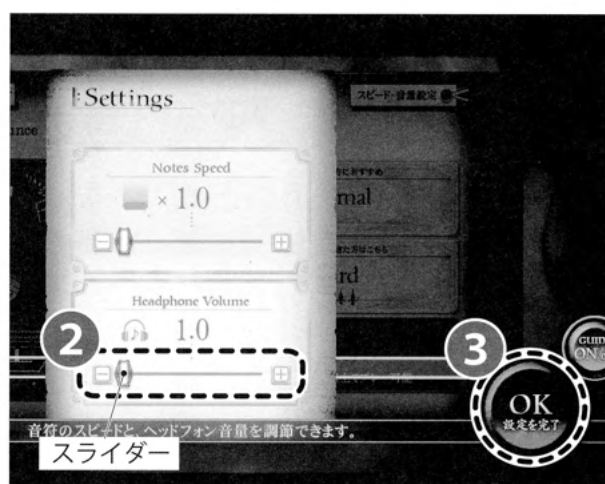 Settings
スピード・音量設定
Notes Speed
× 1.0
Headphone Volume
1.0
2
3
GUID
ON
OK
設定を完了
音符のスピードと、ヘッドフォン音量を調節できます。
スライダー